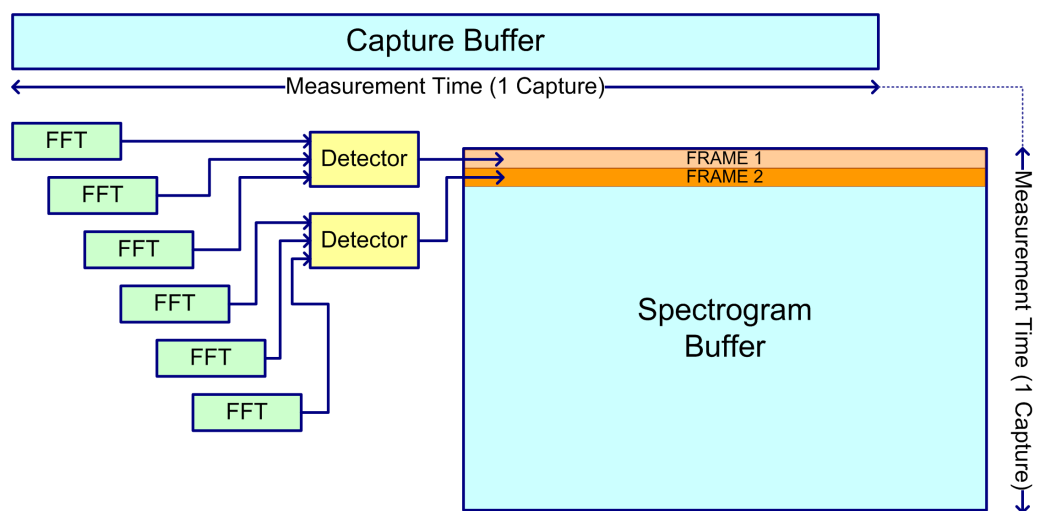 Capture Buffer
Measurement Time (1 Capture)
FFT
FFT
FFT
FFT
FFT
FFT
Detector
Detector
FRAME 1
FRAME 2
Spectrogram
Buffer
Measurement Time (1 Capture)